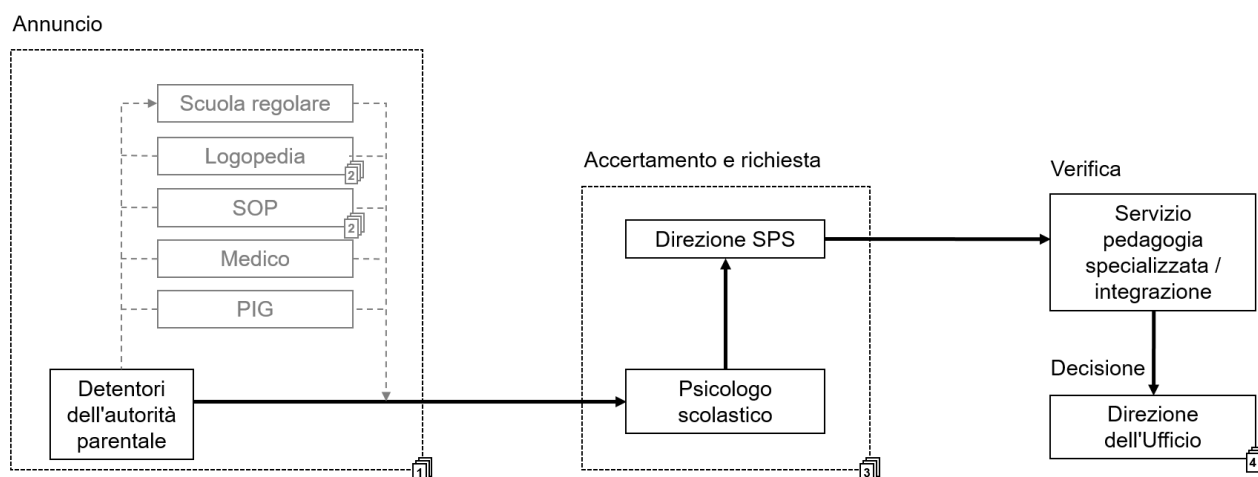 Annuncio
Scuola regolare
Logopedia
2
SOP
2
Medico
PIG
Detentori
dell'autorità
parentale
1
Accertamento e richiesta
Direzione SPS
Psicologo
scolastico
3
Verifica
Servizio
pedagogia
specializzata /
integrazione
Decisione
Direzione
dell'Ufficio
4